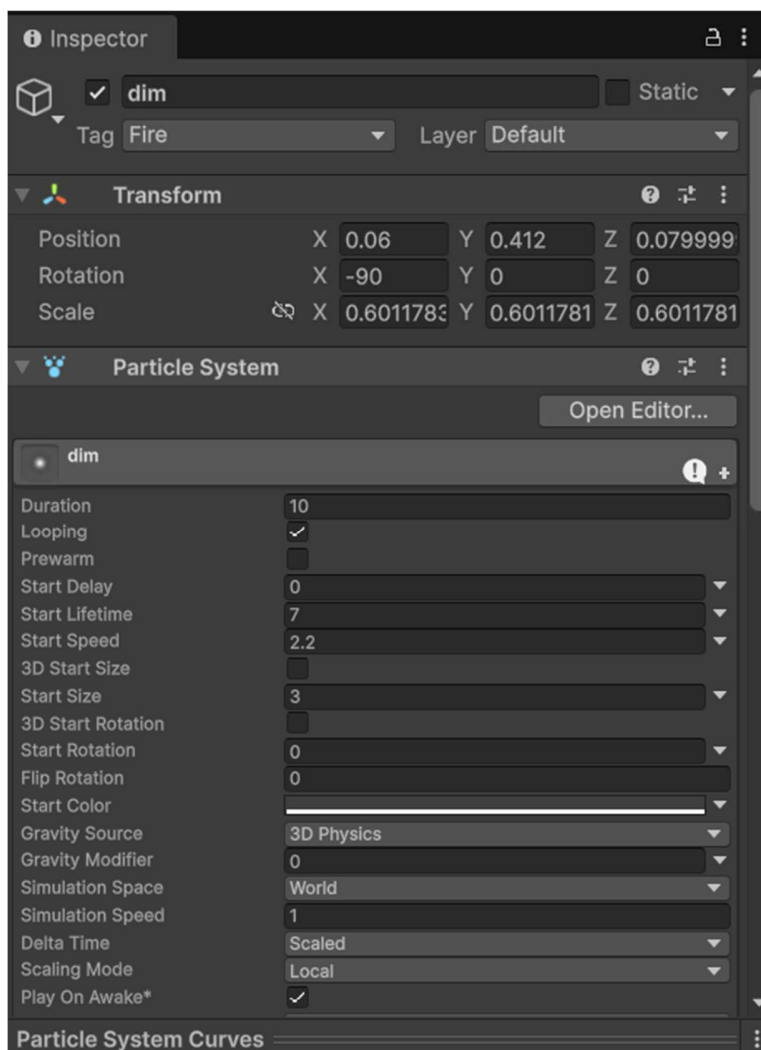 Inspector
dim Static
Tag Fire Layer Default
Transform
Position X 0.06 Y 0.412 Z 0.079999
Rotation X -90 Y 0 Z 0
Scale X 0.6011783 Y 0.6011781 Z 0.6011781
Particle System
Open Editor...
dim
Duration 10
Looping
Prewarm
Start Delay 0
Start Lifetime 7
Start Speed 2.2
3D Start Size
Start Size 3
3D Start Rotation
Start Rotation 0
Flip Rotation 0
Start Color
Gravity Source 3D Physics
Gravity Modifier 0
Simulation Space World
Simulation Speed 1
Delta Time Scaled
Scaling Mode Local
Play On Awake*
Particle System Curves